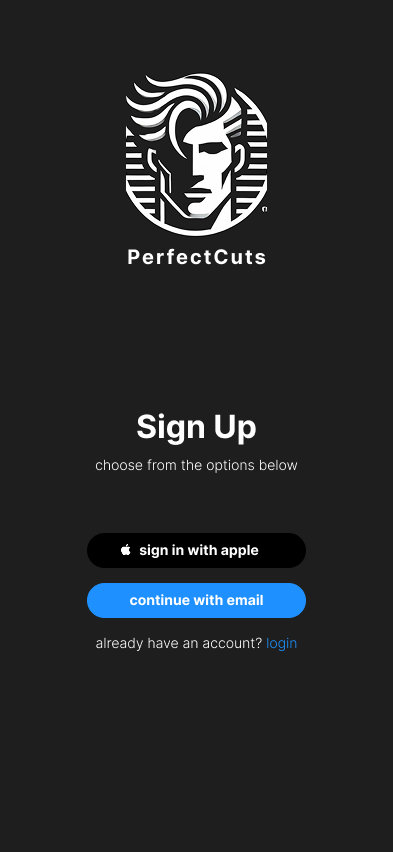 PerfectCuts
Sign Up
choose from the options below
sign in with apple
continue with email
already have an account? login